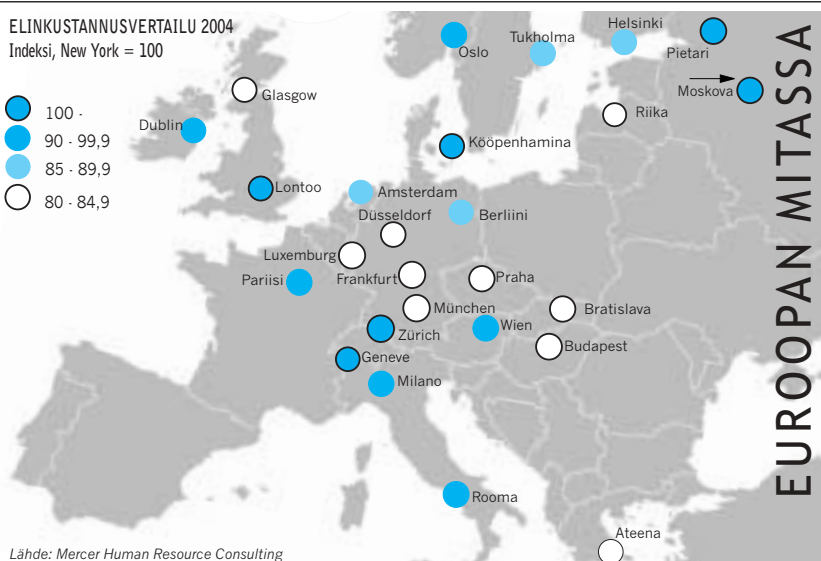 ELINKUSTANNUSVERTAILU 2004
Indeksi, New York = 100
100 -
90 - 99,9
85 - 89,9
80 - 84,9
EUROOPAN MITASSA
Helsinki
Tukholma
Oslo
Pietari
Moskova
Glasgow
Riika
Dublin
Kööpenhamina
Lontoo
Amsterdam
Düsseldorf
Berliini
Luxemburg
Pariisi
Frankfurt
Praha
München
Bratislava
Zürich
Wien
Budapest
Geneve
Milano
Rooma
Ateena
Lähde: Mercer Human Resource Consulting